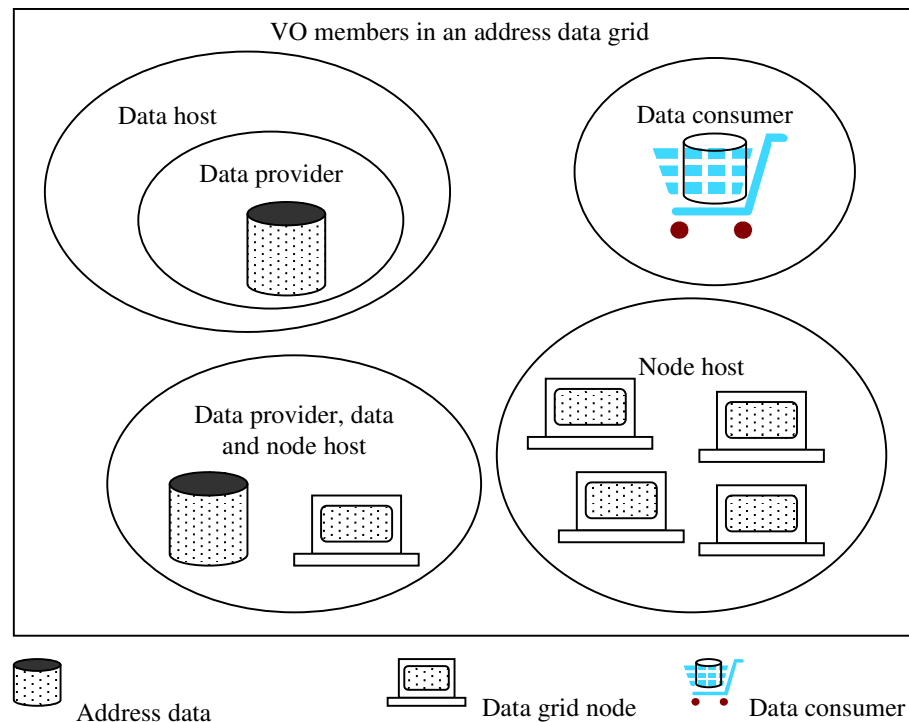 VO members in an address data grid
Data host
Data provider
Data consumer
Data provider, data
and node host
Node host
Address data
Data grid node
Data consumer